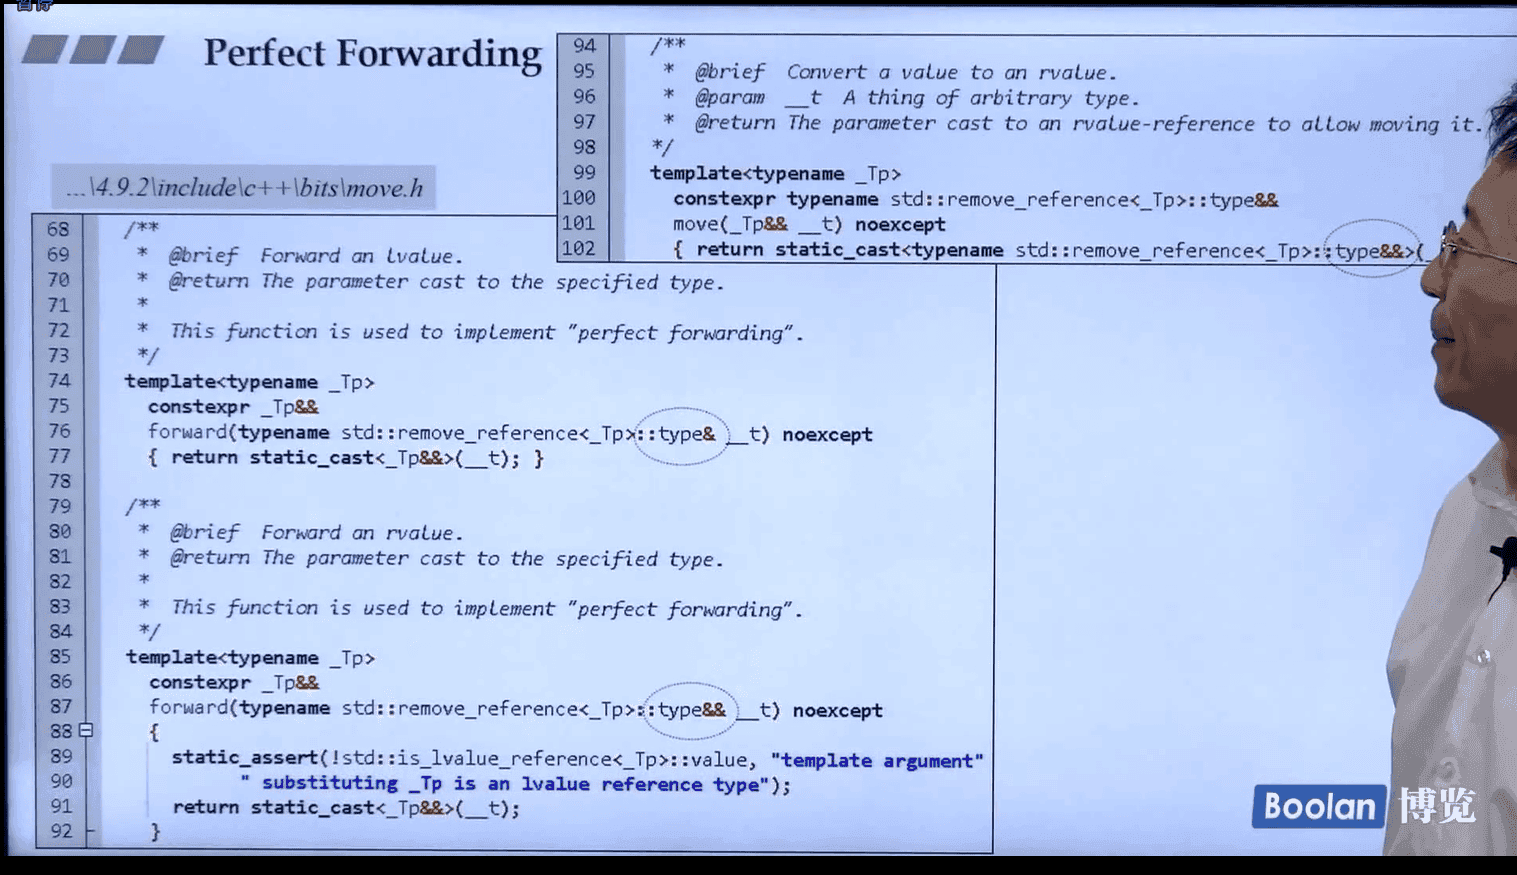 暂停
Perfect Forwarding
...\4.9.2\include\c++\bits\move.h
94 /**
95 * @brief Convert a value to an rvalue.
96 * @param __t A thing of arbitrary type.
97 * @return The parameter cast to an rvalue-reference to allow moving it.
98 */
99 template<typename _Tp>
100 constexpr typename std::remove_reference<_Tp>::type&&
101 move(_Tp&& __t) noexcept
102 { return static_cast<typename std::remove_reference<_Tp>::type&&>(_
68 /**
69 * @brief Forward an lvalue.
70 * @return The parameter cast to the specified type.
71 *
72 * This function is used to implement "perfect forwarding".
73 */
74 template<typename _Tp>
75 constexpr _Tp&&
76 forward(typename std::remove_reference<_Tp>::type& __t) noexcept
77 { return static_cast<_Tp&&>(__t); }
78
79 /**
80 * @brief Forward an rvalue.
81 * @return The parameter cast to the specified type.
82 *
83 * This function is used to implement "perfect forwarding".
84 */
85 template<typename _Tp>
86 constexpr _Tp&&
87 forward(typename std::remove_reference<_Tp>::type&& __t) noexcept
88 {
89 static_assert(!std::is_lvalue_reference<_Tp>::value, "template argument"
90 " substituting _Tp is an lvalue reference type");
91 return static_cast<_Tp&&>(__t);
92 }
Boolan 博览